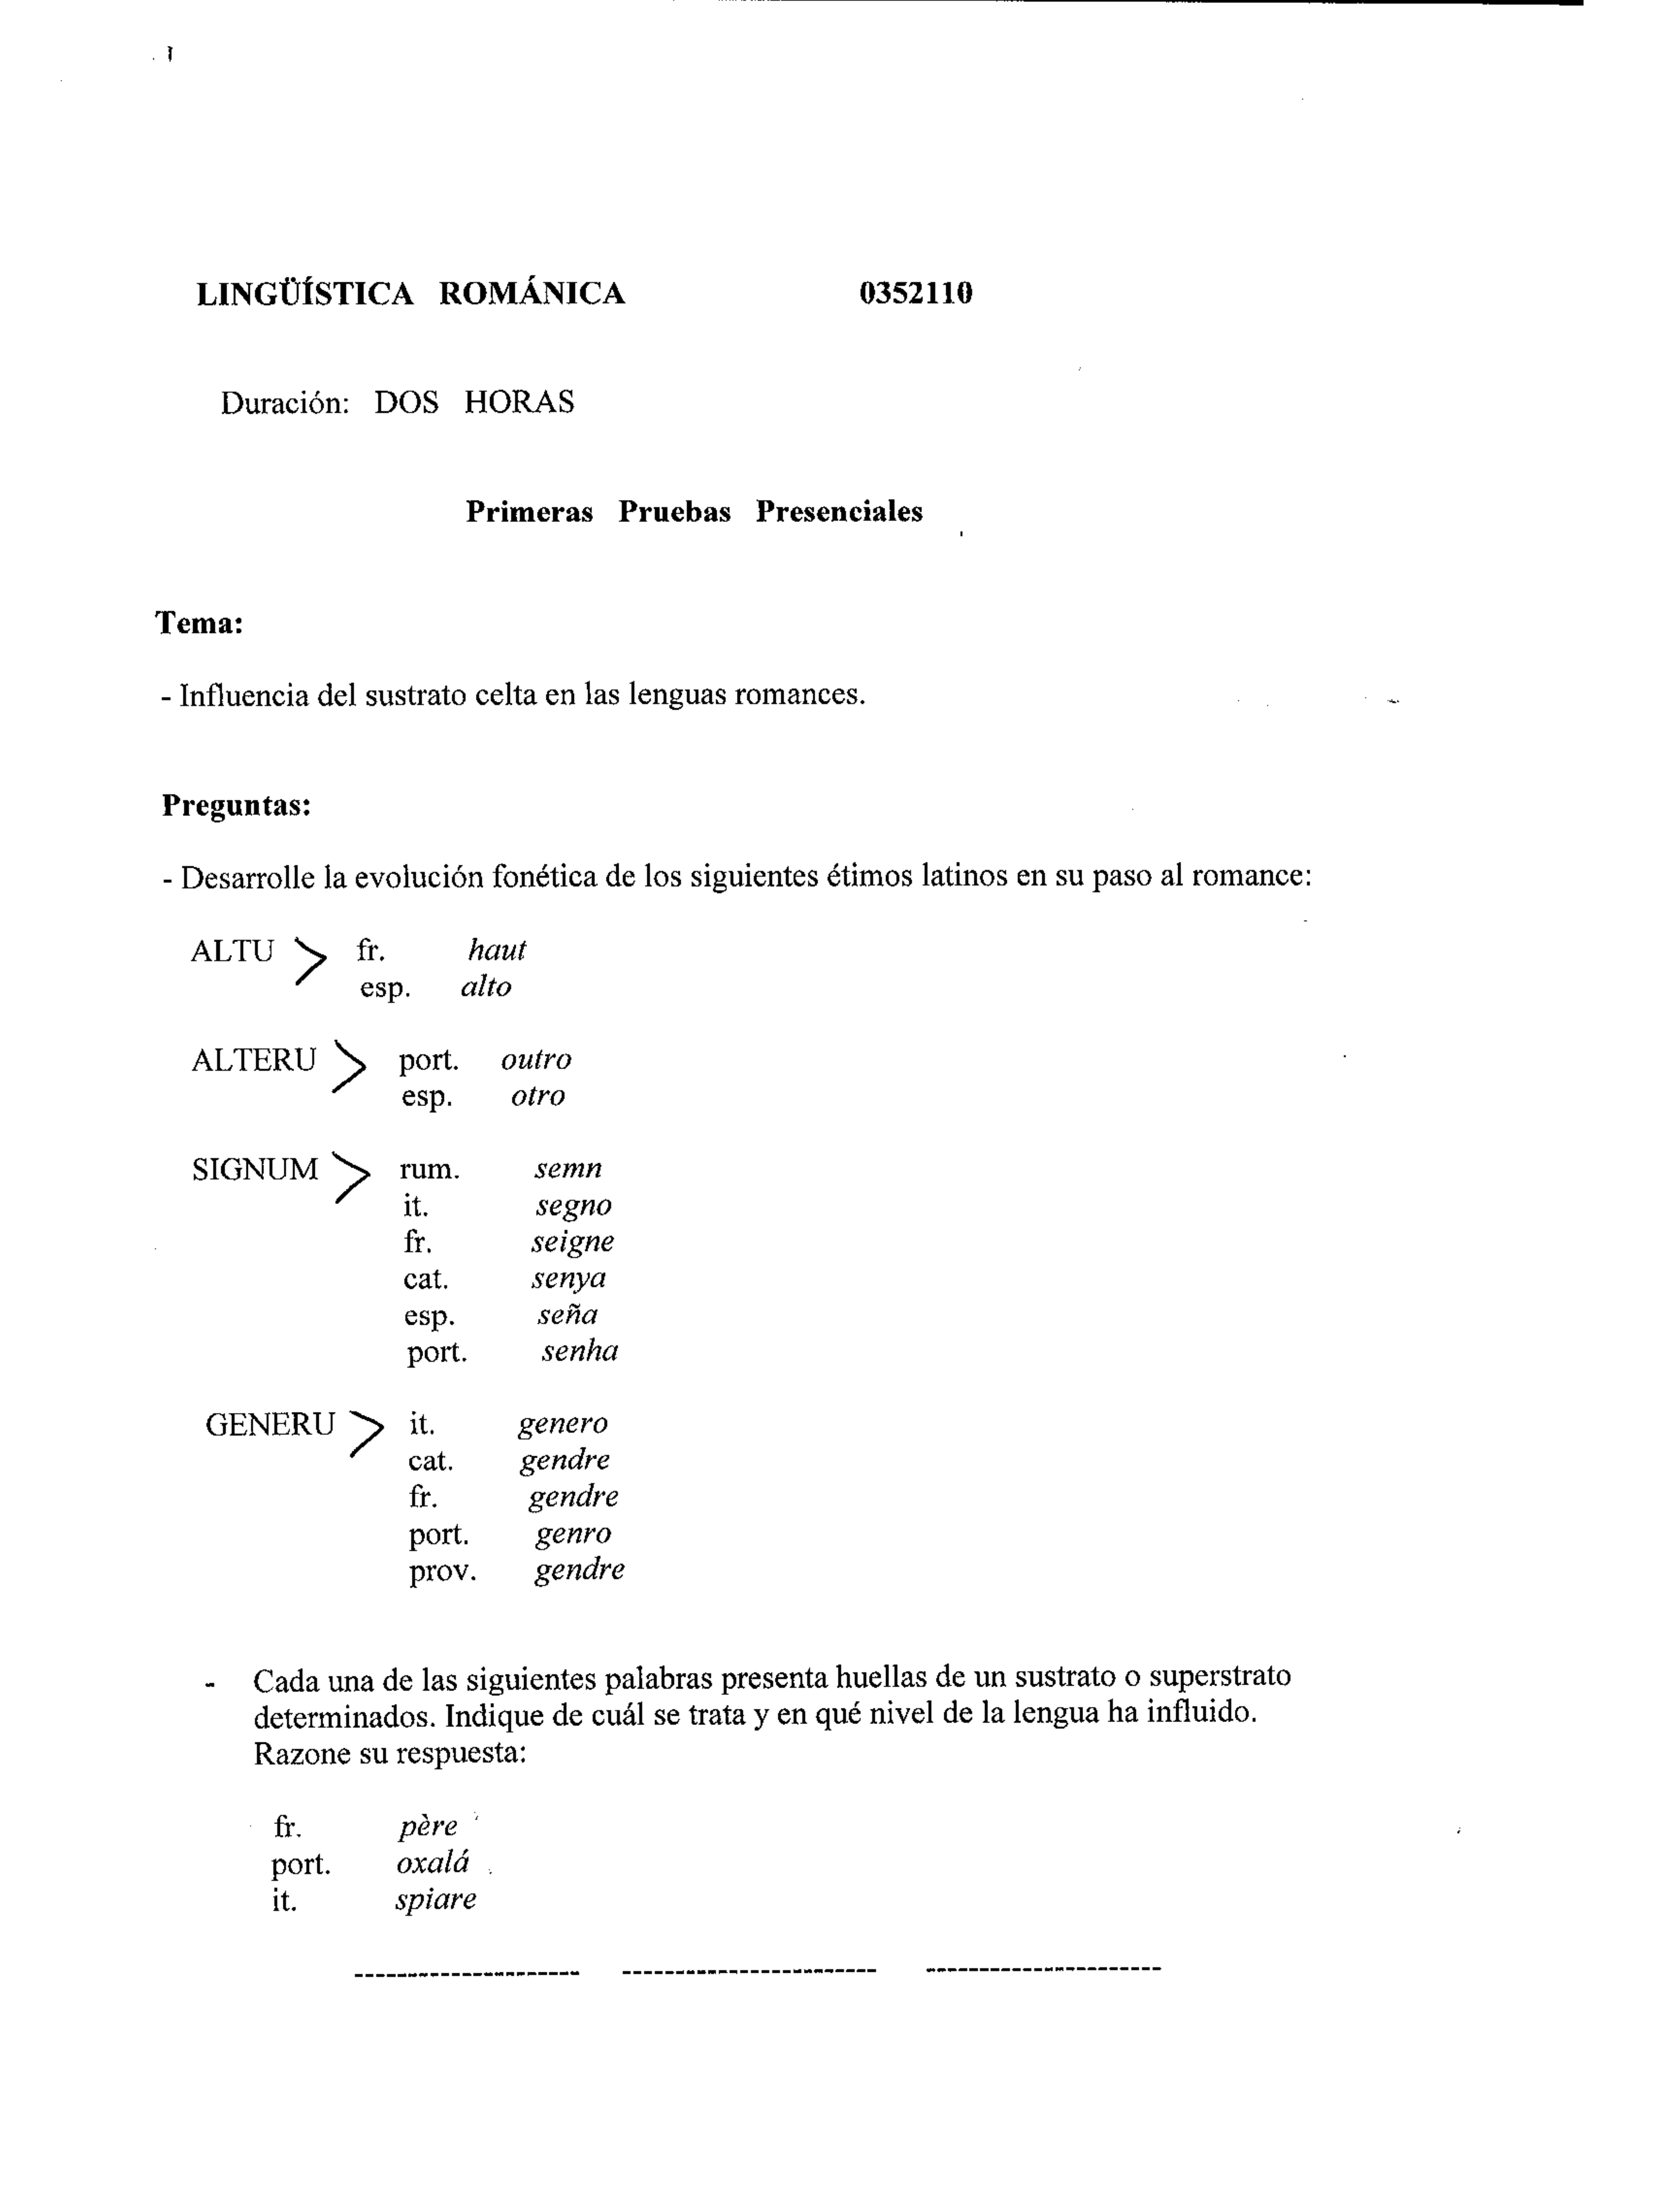 LINGÜÍSTICA ROMÁNICA 0352110
Duración: DOS HORAS
Primeras Pruebas Presenciales
Tema:
- Influencia del sustrato celta en las lenguas romances.
Preguntas:
- Desarrolle la evolución fonética de los siguientes étimos latinos en su paso al romance:
ALTU > fr. haut
esp. alto
ALTERU > port. outro
esp. otro
SIGNUM > rum. semn
it. segno
fr. seigne
cat. senya
esp. seña
port. senha
GENERU > it. genero
cat. gendre
fr. gendre
port. genro
prov. gendre
- Cada una de las siguientes palabras presenta huellas de un sustrato o superstrato
determinados. Indique de cuál se trata y en qué nivel de la lengua ha influido.
Razone su respuesta:
fr. père
port. oxalá
it. spiare